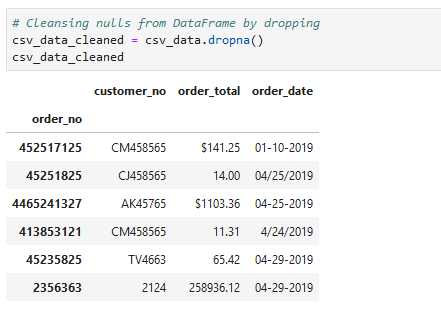 # Cleansing nulls from DataFrame by dropping
csv_data_cleaned = csv_data.dropna()
csv_data_cleaned
customer_no order_total order_date
order_no
452517125 CM458565 $141.25 01-10-2019
45251825 CJ458565 14.00 04/25/2019
4465241327 AK45765 $1103.36 04-25-2019
413853121 CM458565 11.31 4/24/2019
45235825 TV4663 65.42 04-29-2019
2356363 2124 258936.12 04-29-2019